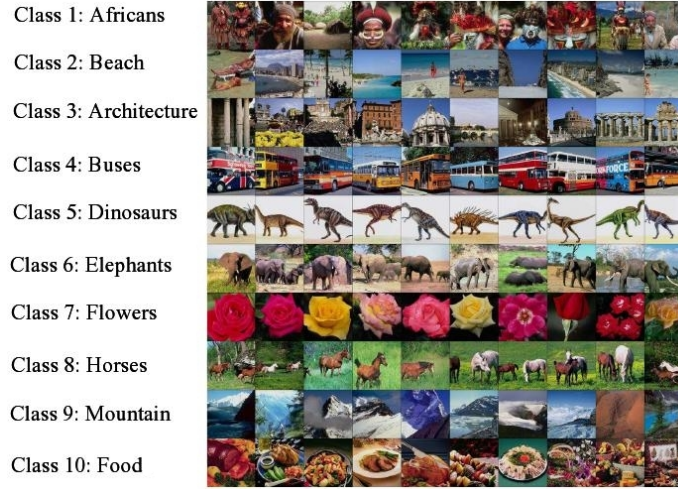 Class 1: Africans
Class 2: Beach
Class 3: Architecture
Class 4: Buses
Class 5: Dinosaurs
Class 6: Elephants
Class 7: Flowers
Class 8: Horses
Class 9: Mountain
Class 10: Food